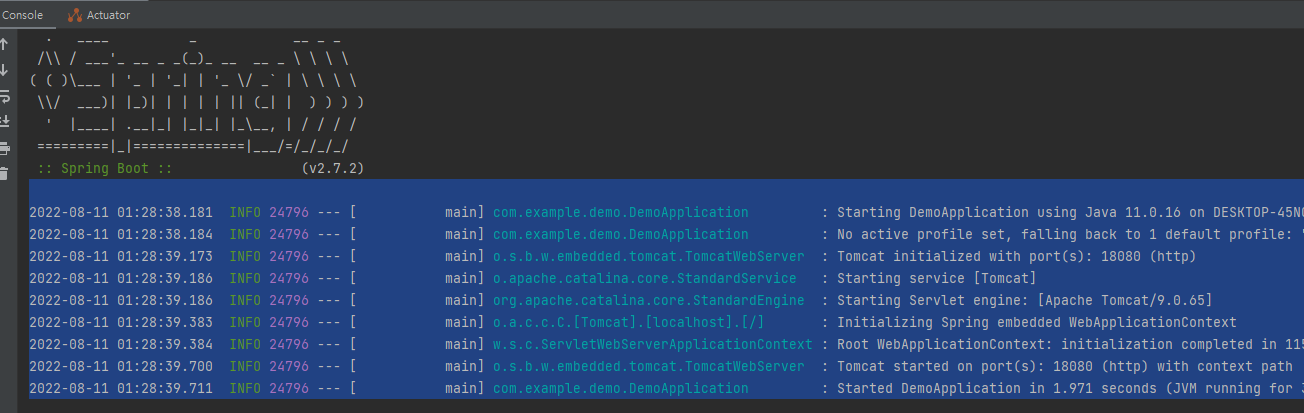 Console Actuator
  .   ____          _            __ _ _
 /\\ / ___'_ __ _ _(_)_ __  __ _ \ \ \ \
( ( )\___ | '_ | '_| | '_ \/ _` | \ \ \ \
 \\/  ___)| |_)| | | | | || (_| |  ) ) ) )
  '  |____| .__|_| |_|_| |_\__, | / / / /
 =========|_|==============|___/=/_/_/_/
 :: Spring Boot ::                (v2.7.2)
2022-08-11 01:28:38.181  INFO 24796 --- [           main] com.example.demo.DemoApplication         : Starting DemoApplication using Java 11.0.16 on
2022-08-11 01:28:38.184  INFO 24796 --- [           main] com.example.demo.DemoApplication         : No active profile set, falling back to 1 default profile: "
2022-08-11 01:28:39.173  INFO 24796 --- [           main] o.s.b.w.embedded.tomcat.TomcatWebServer  : Tomcat initialized with port(s): 18080 (http)
2022-08-11 01:28:39.186  INFO 24796 --- [           main] o.apache.catalina.core.StandardService   : Starting service [Tomcat]
2022-08-11 01:28:39.186  INFO 24796 --- [           main] org.apache.catalina.core.StandardEngine  : Starting Servlet engine: [Apache Tomcat/9.0.65]
2022-08-11 01:28:39.383  INFO 24796 --- [           main] o.a.c.c.C.[Tomcat].[localhost].[/]       : Initializing Spring embedded WebApplicationContext
2022-08-11 01:28:39.384  INFO 24796 --- [           main] w.s.c.ServletWebServerApplicationContext : Root WebApplicationContext: initialization completed in 115
2022-08-11 01:28:39.700  INFO 24796 --- [           main] o.s.b.w.embedded.tomcat.TomcatWebServer  : Tomcat started on port(s): 18080 (http) with context path
2022-08-11 01:28:39.711  INFO 24796 --- [           main] com.example.demo.DemoApplication         : Started DemoApplication in 1.971 seconds (JVM running for